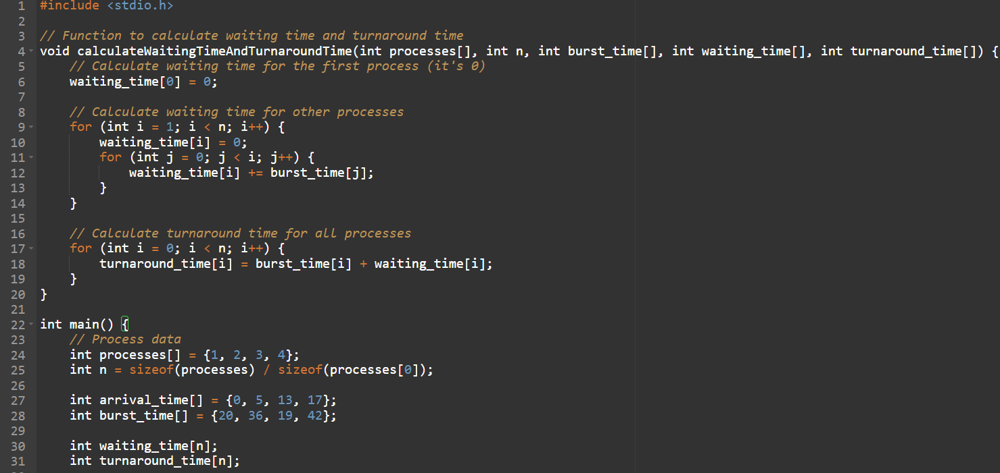 1 #include <stdio.h>
2
3 // Function to calculate waiting time and turnaround time
4 void calculateWaitingTimeAndTurnaroundTime(int processes[], int n, int burst_time[], int waiting_time[], int turnaround_time[]) {
5     // Calculate waiting time for the first process (it's 0)
6     waiting_time[0] = 0;
7
8     // Calculate waiting time for other processes
9     for (int i = 1; i < n; i++) {
10         waiting_time[i] = 0;
11         for (int j = 0; j < i; j++) {
12             waiting_time[i] += burst_time[j];
13         }
14     }
15
16     // Calculate turnaround time for all processes
17     for (int i = 0; i < n; i++) {
18         turnaround_time[i] = burst_time[i] + waiting_time[i];
19     }
20 }
21
22 int main() {
23     // Process data
24     int processes[] = {1, 2, 3, 4};
25     int n = sizeof(processes) / sizeof(processes[0]);
26
27     int arrival_time[] = {0, 5, 13, 17};
28     int burst_time[] = {20, 36, 19, 42};
29
30     int waiting_time[n];
31     int turnaround_time[n];